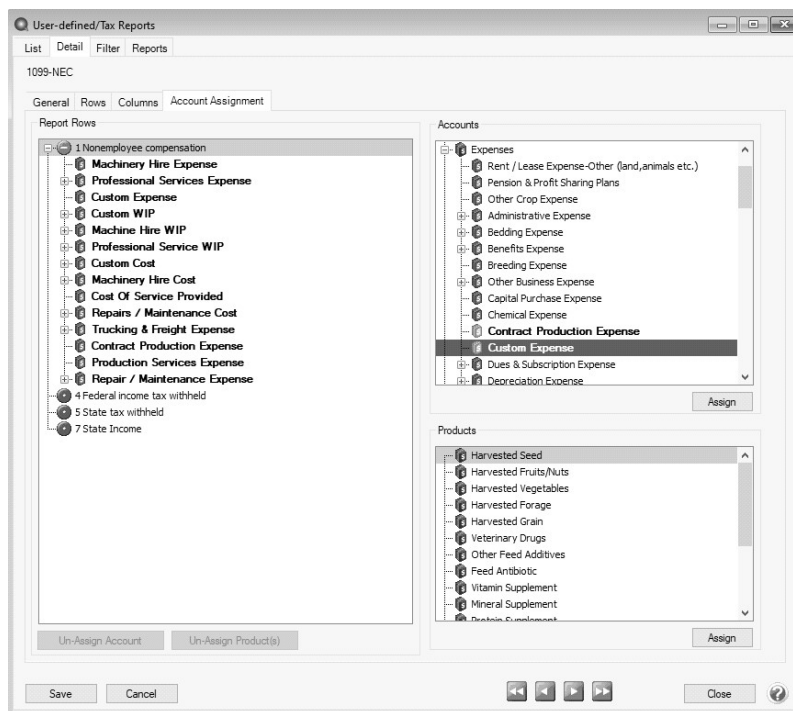 User-defined/Tax Reports
List Detail Filter Reports
1099-NEC
General Rows Columns Account Assignment
Report Rows
1 Nonemployee compensation
Machinery Hire Expense
Professional Services Expense
Custom Expense
Custom WIP
Machine Hire WIP
Professional Service WIP
Custom Cost
Machinery Hire Cost
Cost Of Service Provided
Repairs / Maintenance Cost
Trucking & Freight Expense
Contract Production Expense
Production Services Expense
Repair / Maintenance Expense
4 Federal income tax withheld
5 State tax withheld
7 State Income
Un-Assign Account Un-Assign Product(s)
Accounts
Expenses
Rent / Lease Expense-Other (land,animals etc.)
Pension & Profit Sharing Plans
Other Crop Expense
Administrative Expense
Bedding Expense
Benefits Expense
Breeding Expense
Other Business Expense
Capital Purchase Expense
Chemical Expense
Contract Production Expense
Custom Expense
Dues & Subscription Expense
Depreciation Expense
Assign
Products
Harvested Seed
Harvested Fruits/Nuts
Harvested Vegetables
Harvested Forage
Harvested Grain
Veterinary Drugs
Other Feed Additives
Feed Antibiotic
Vitamin Supplement
Mineral Supplement
Protein Supplement
Assign
Save Cancel Close